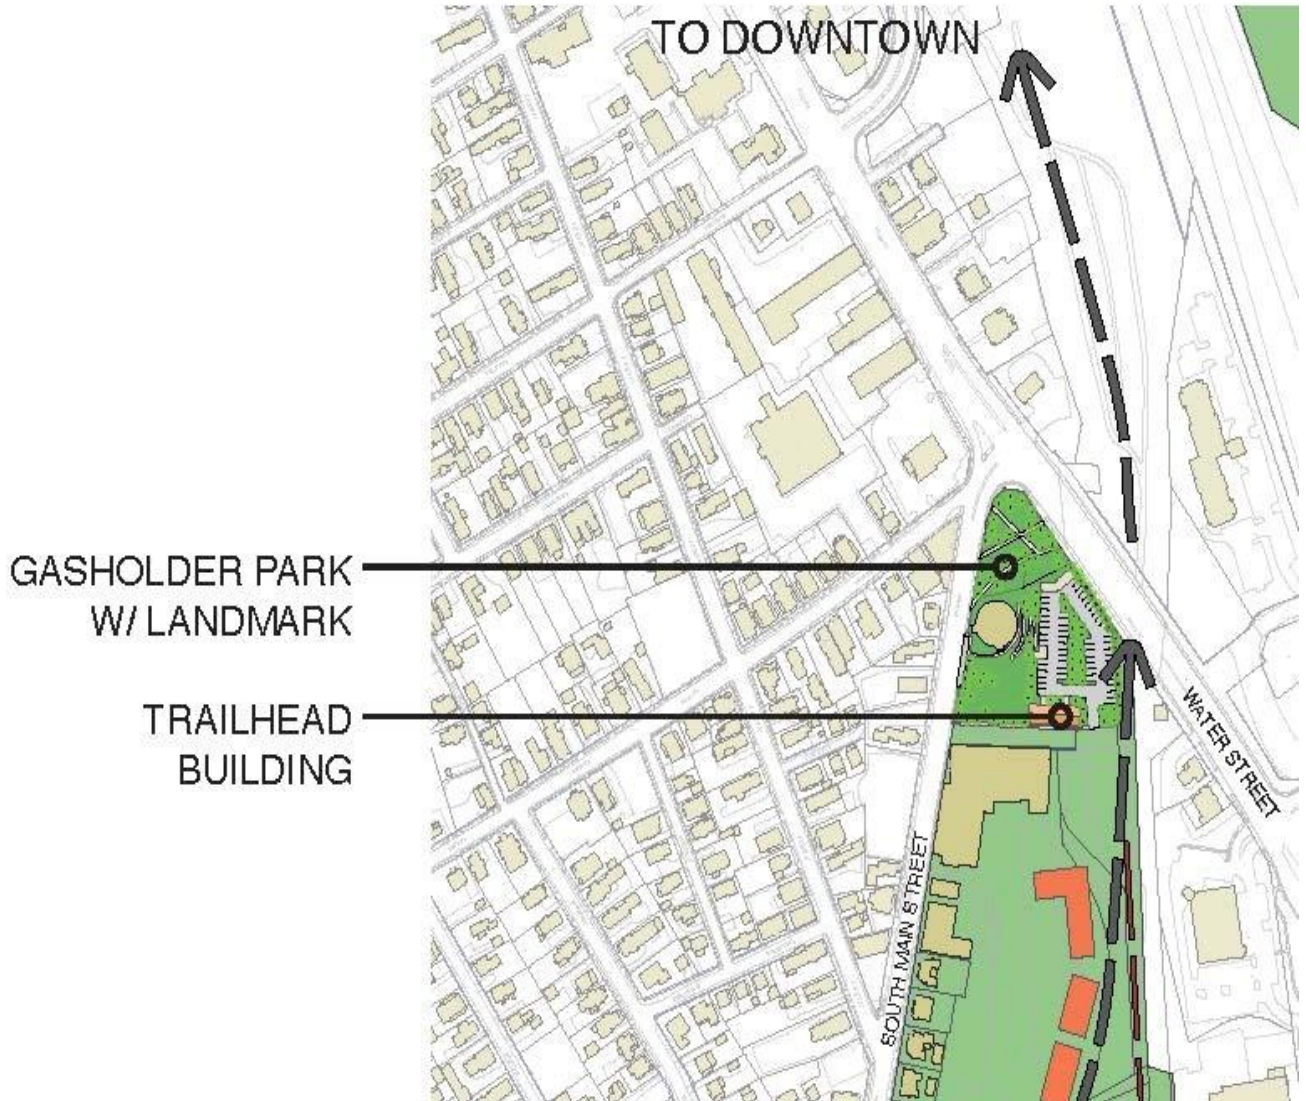 TO DOWNTOWN
GASHOLDER PARK
W/ LANDMARK
TRAILHEAD
BUILDING
WATER STREET
SOUTH MAIN STREET